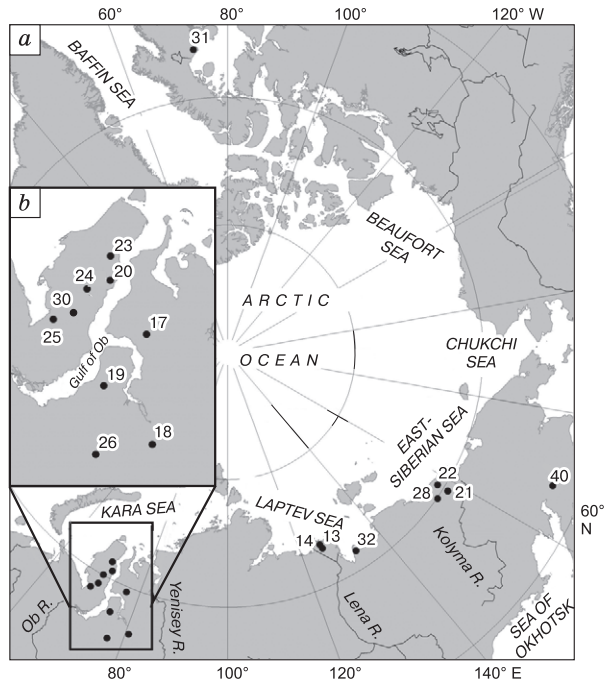 60° 80° 100° 120° W
a
31
BAFFIN SEA
b
23
20
24
30
25
17
Gulf of Ob
19
26
18
BEAUFORT
SEA
ARCTIC
OCEAN
CHUKCHI
SEA
EAST-
SIBERIAN SEA
22
28
21
40
60°
N
KARA SEA
LAPTEV SEA
14
13
32
Kolyma R.
Ob R.
Yenisey R.
Lena R.
SEA OF
OKHOTSK
80° 100° 120° 140° E